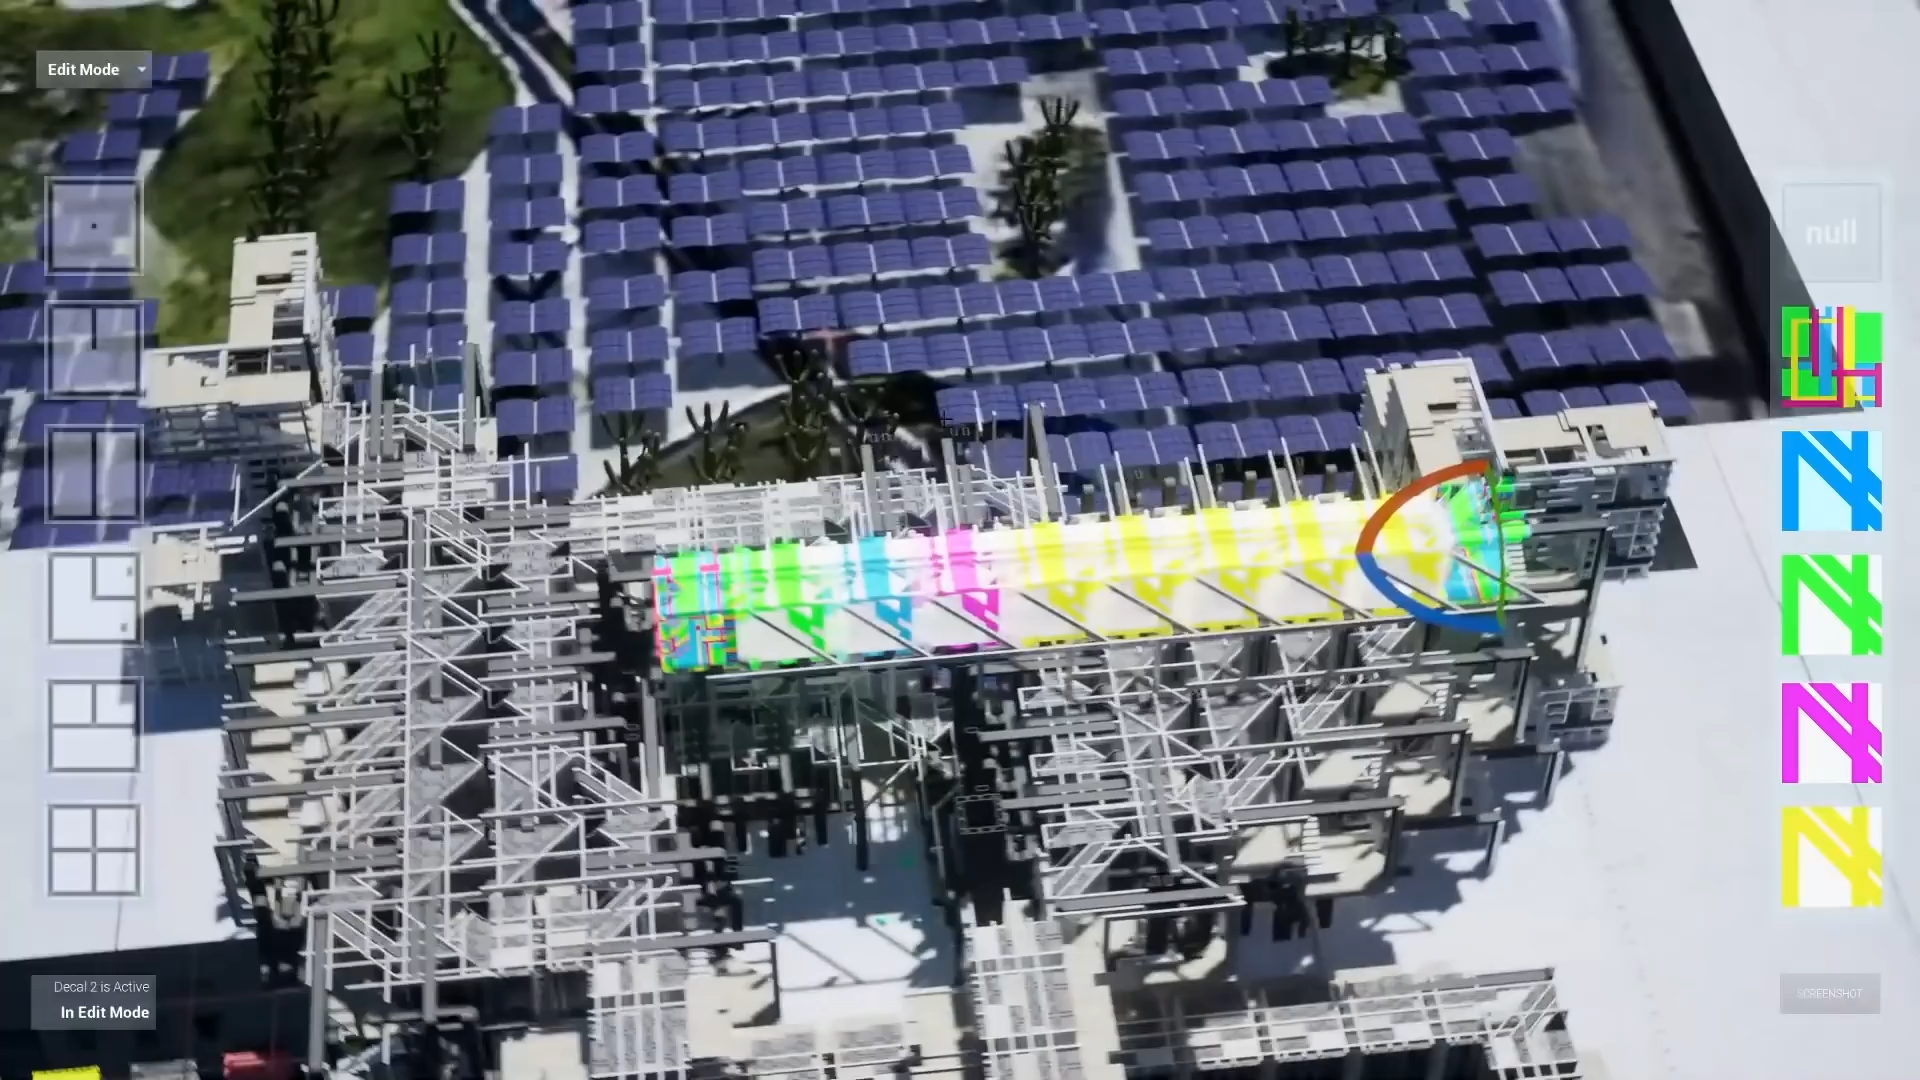 Edit Mode
null
Decal 2 is Active
In Edit Mode
SCREENSHOT